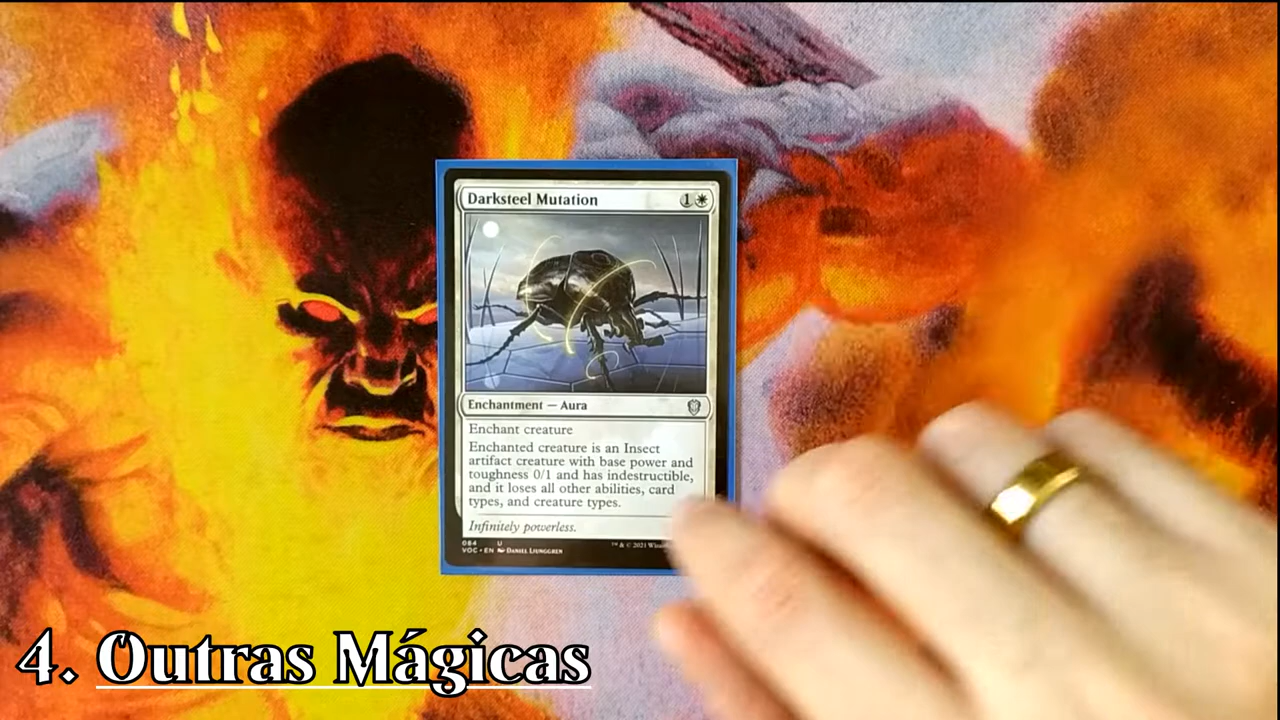 Darksteel Mutation 1
Enchantment — Aura
Enchant creature
Enchanted creature is an Insect
artifact creature with base power and
toughness 0/1 and has indestructible,
and it loses all other abilities, card
types, and creature types.
Infinitely powerless.
084 U
VOC • EN Daniel Ljunggren ™ & © 2021
4. Outras Mágicas